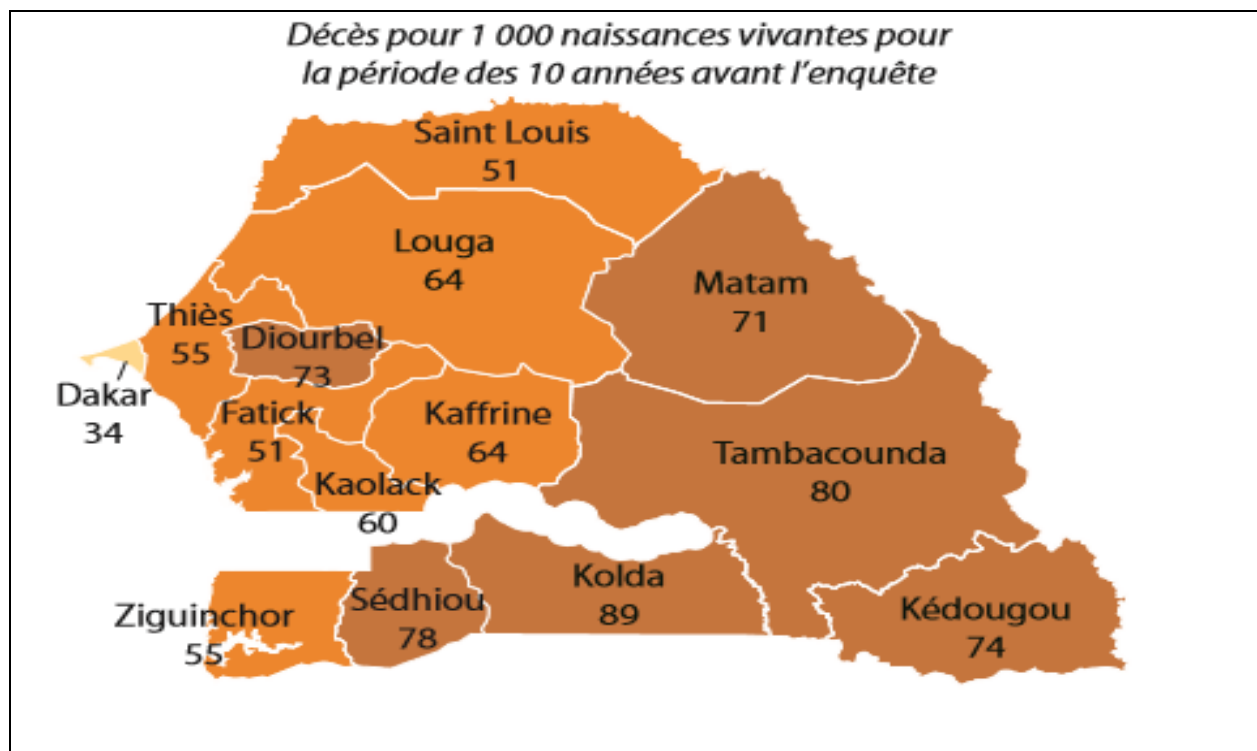 Décès pour 1 000 naissances vivantes pour
la période des 10 années avant l'enquête
Saint Louis
51
Louga
64
Matam
71
Thiès
55
Diourbel
73
Dakar
34
Fatick
51
Kaffrine
64
Kaolack
60
Tambacounda
80
Ziguinchor
55
Sédhiou
78
Kolda
89
Kédougou
74